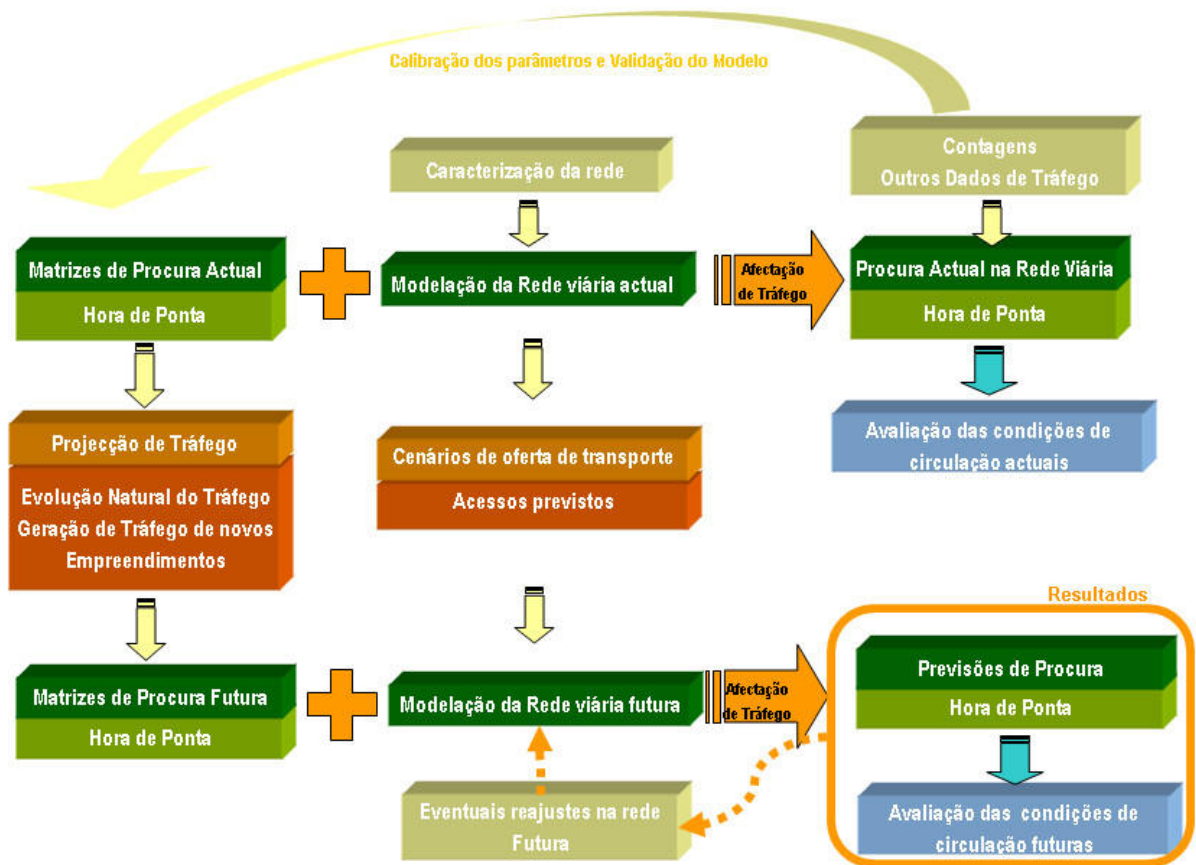 Calibração dos parâmetros e Validação do Modelo
Caracterização da rede
Contagens
Outros Dados de Tráfego
Matrizes de Procura Actual
Hora de Ponta
Modelação da Rede viária actual
Afectação
de Tráfego
Procura Actual na Rede Viária
Hora de Ponta
Projecção de Tráfego
Evolução Natural do Tráfego
Geração de Tráfego de novos
Empreendimentos
Cenários de oferta de transporte
Acessos previstos
Avaliação das condições de
circulação actuais
Resultados
Matrizes de Procura Futura
Hora de Ponta
Modelação da Rede viária futura
Afectação
de Tráfego
Previsões de Procura
Hora de Ponta
Eventuais reajustes na rede
Futura
Avaliação das condições de
circulação futuras